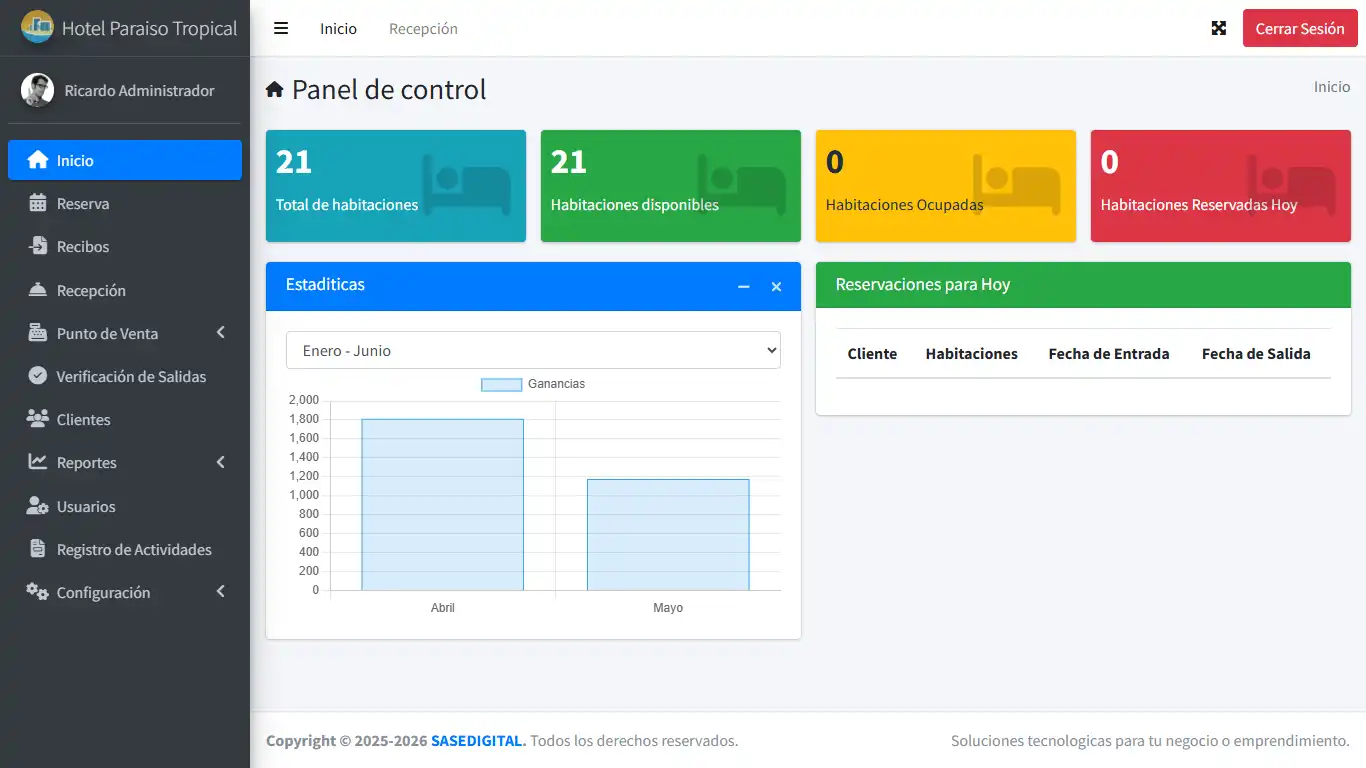 Hotel Paraiso Tropical
Ricardo Administrador
Inicio
Reserva
Recibos
Recepción
Punto de Venta
Verificación de Salidas
Clientes
Reportes
Usuarios
Registro de Actividades
Configuración
Inicio Recepción Cerrar Sesión
Panel de control Inicio
21
Total de habitaciones
21
Habitaciones disponibles
0
Habitaciones Ocupadas
0
Habitaciones Reservadas Hoy
Estaditicas
Enero - Junio
Ganancias
2,000
1,800
1,600
1,400
1,200
1,000
800
600
400
200
0
Abril Mayo
Reservaciones para Hoy
Cliente Habitaciones Fecha de Entrada Fecha de Salida
Copyright © 2025-2026 SASEDIGITAL. Todos los derechos reservados. Soluciones tecnologicas para tu negocio o emprendimiento.